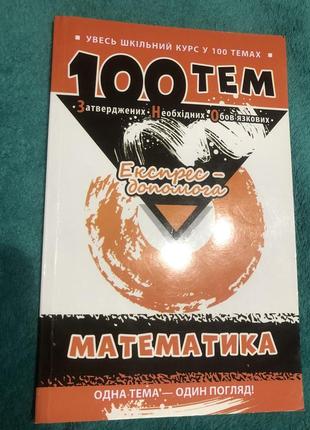 УВЕСЬ ШКІЛЬНИЙ КУРС У 100 ТЕМАХ
100 ТЕМ
Затверджених · Необхідних · Обов'язкових ·
Експрес-
допомога
МАТЕМАТИКА
ОДНА ТЕМА — ОДИН ПОГЛЯД!